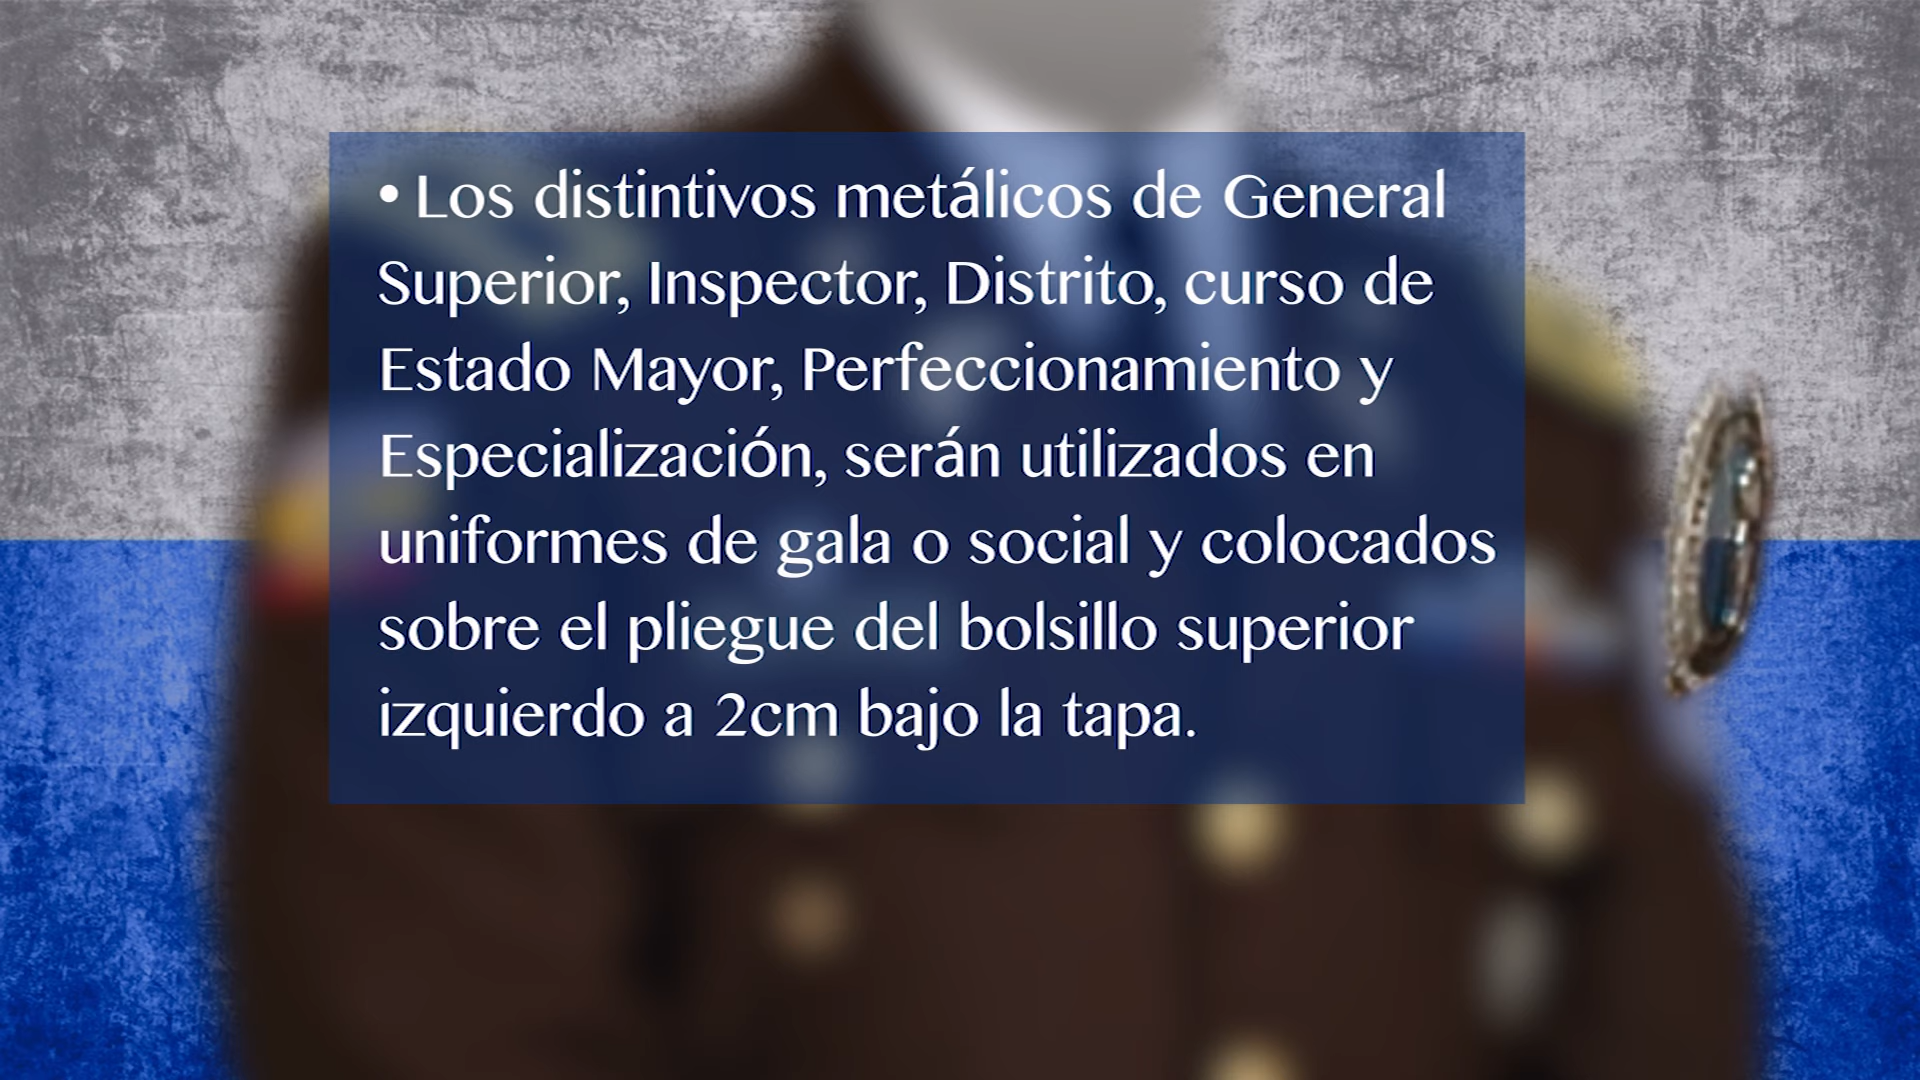 • Los distintivos metálicos de General
Superior, Inspector, Distrito, curso de
Estado Mayor, Perfeccionamiento y
Especialización, serán utilizados en
uniformes de gala o social y colocados
sobre el pliegue del bolsillo superior
izquierdo a 2cm bajo la tapa.